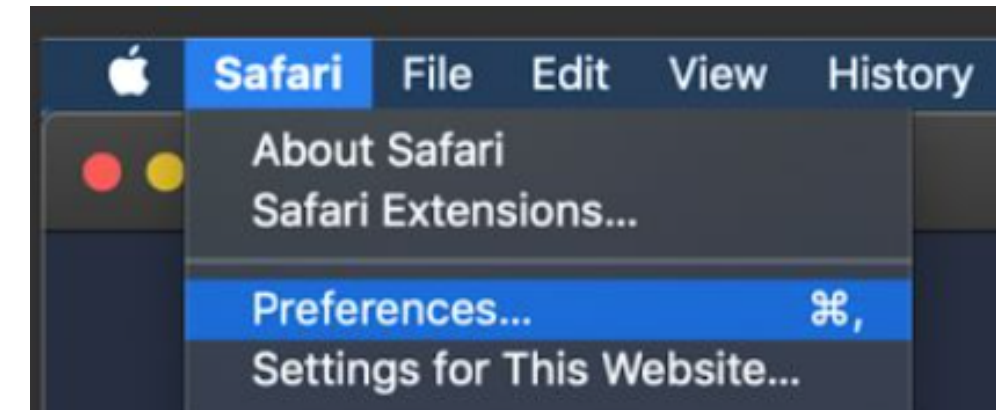 Safari File Edit View History
About Safari
Safari Extensions...
Preferences... ⌘,
Settings for This Website...